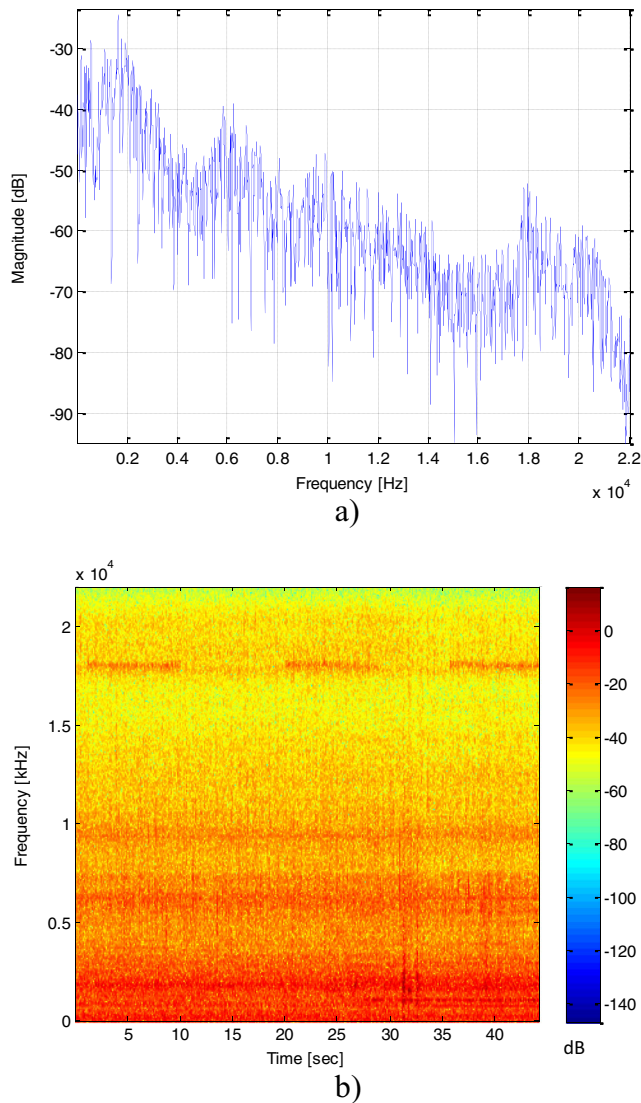 -30
-40
-50
-60
-70
-80
-90
Magnitude [dB]
0.2 0.4 0.6 0.8 1 1.2 1.4 1.6 1.8 2 2.2
Frequency [Hz]
x 10^4
a)
x 10^4
2
1.5
1
0.5
0
Frequency [kHz]
5 10 15 20 25 30 35 40
Time [sec]
0
-20
-40
-60
-80
-100
-120
-140
dB
b)